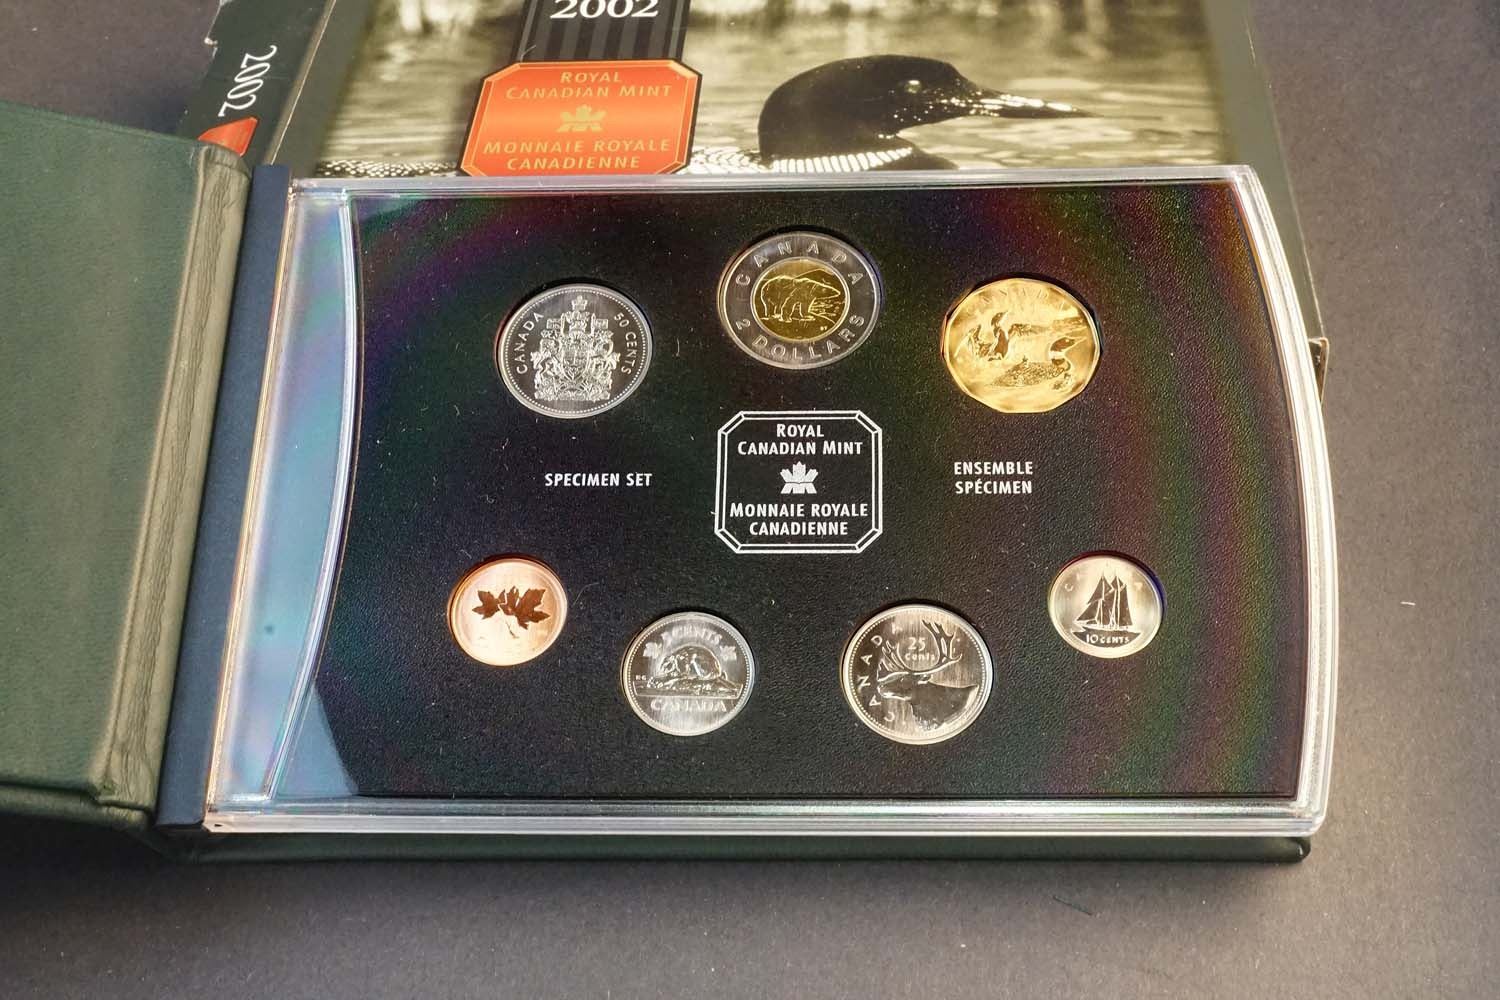 2002
2002
ROYAL
CANADIAN MINT
MONNAIE ROYALE
CANADIENNE
CANADA
2 DOLLARS
CANADA
50 CENTS
ROYAL
CANADIAN MINT
MONNAIE ROYALE
CANADIENNE
SPECIMEN SET
ENSEMBLE
SPÉCIMEN
5 CENTS
CANADA
25
cents
CANADA
10 CENTS